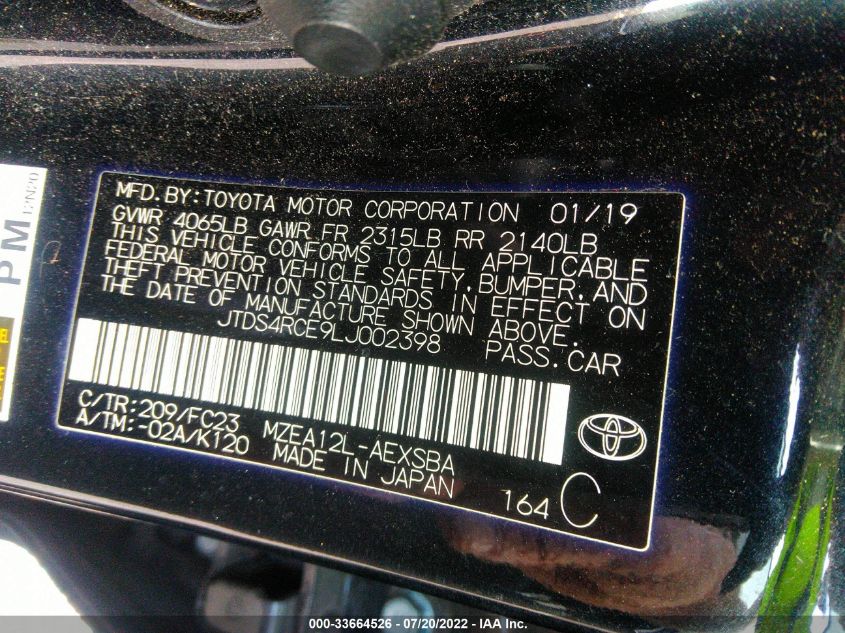 MFD. BY: TOYOTA MOTOR CORPORATION 01/19
GVWR 4065LB GAWR FR 2315LB RR 2140LB
THIS VEHICLE CONFORMS TO ALL APPLICABLE
FEDERAL MOTOR VEHICLE SAFETY, BUMPER, AND
THEFT PREVENTION STANDARDS IN EFFECT ON
THE DATE OF MANUFACTURE SHOWN ABOVE.
JTDS4RCE9LJ002398 PASS.CAR
C/TR:209/FC23 MZEA12L-AEXSBA
A/TM:-02A/K120 MADE IN JAPAN
164 C
PM
12N20
000-33664526 - 07/20/2022 - IAA Inc.